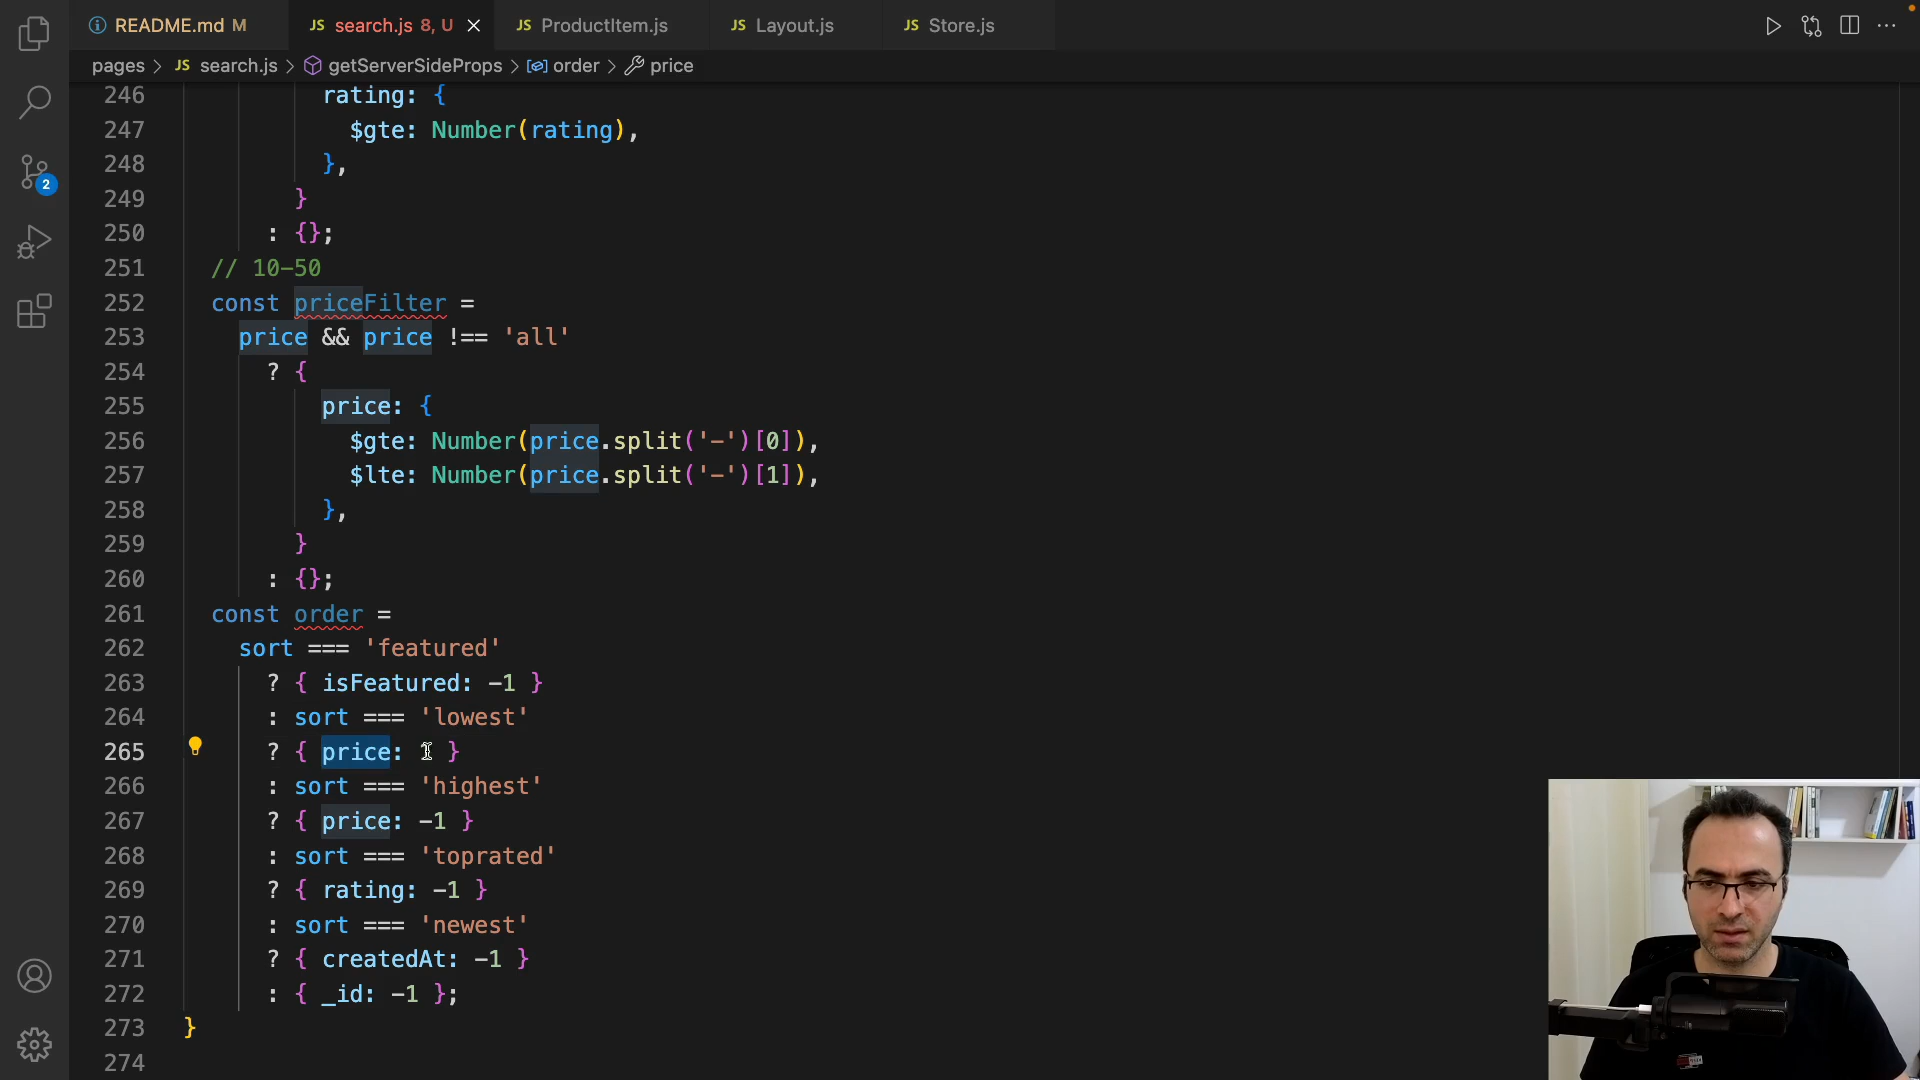 README.md M
JS search.js 8, U
JS ProductItem.js
JS Layout.js
JS Store.js
pages > JS search.js > getServerSideProps > order > price
246 rating: {
247 $gte: Number(rating),
248 },
249 }
250 : {};
251 // 10-50
252 const priceFilter =
253 price && price !== 'all'
254 ? {
255 price: {
256 $gte: Number(price.split('-')[0]),
257 $lte: Number(price.split('-')[1]),
258 },
259 }
260 : {};
261 const order =
262 sort === 'featured'
263 ? { isFeatured: -1 }
264 : sort === 'lowest'
265 ? { price: 1 }
266 : sort === 'highest'
267 ? { price: -1 }
268 : sort === 'toprated'
269 ? { rating: -1 }
270 : sort === 'newest'
271 ? { createdAt: -1 }
272 : { _id: -1 };
273 }
274
2